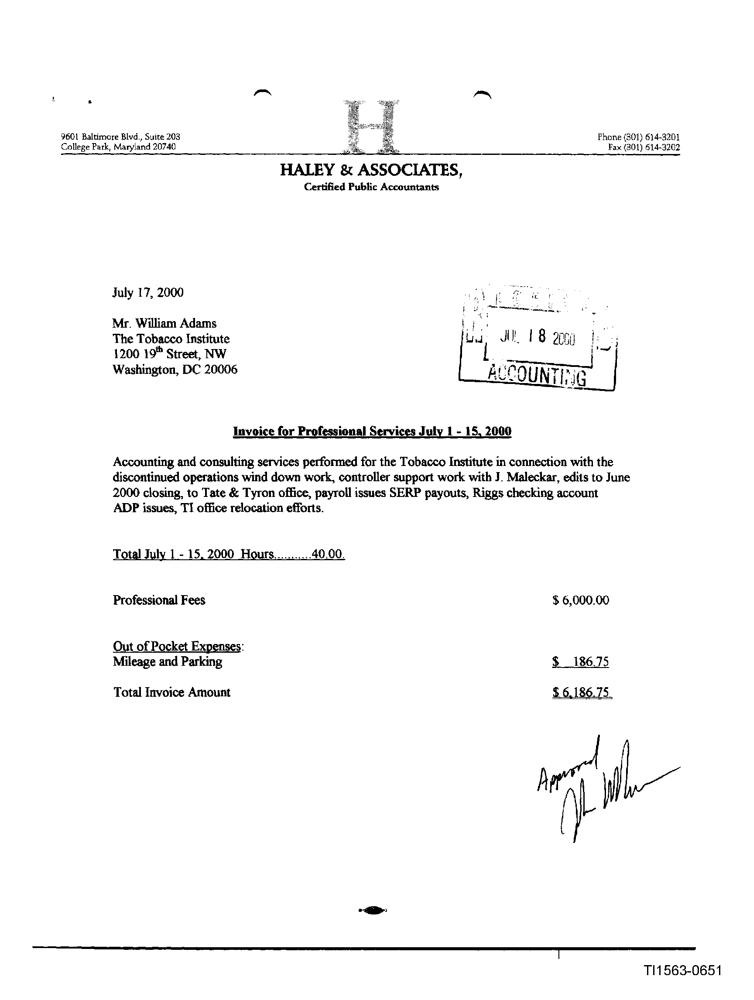 H
9601 Baltimore Blvd., Suite 203
College Park, Maryland 20740
Phone (301) 614-3201
Fax (301) 614-3202
HALEY & ASSOCIATES,
Certified Public Accountants
July 17, 2000
Mr. William Adams
The Tobacco Institute
1200 19th Street, NW
Washington, DC 20006
JUL 18 2000
ACCOUNTING
Invoice for Professional Services July 1 - 15, 2000
Accounting and consulting services performed for the Tobacco Institute in connection with the
discontinued operations wind down work, controller support work with J. Maleckar, edits to June
2000 closing, to Tate & Tyron office, payroll issues SERP payouts, Riggs checking account
ADP issues, TI office relocation efforts.
Total July 1 - 15, 2000 Hours...........40.00.
Professional Fees $ 6,000.00
Out of Pocket Expenses:
Mileage and Parking $ 186.75
Total Invoice Amount $ 6,186.75
Approved
TI1563-0651